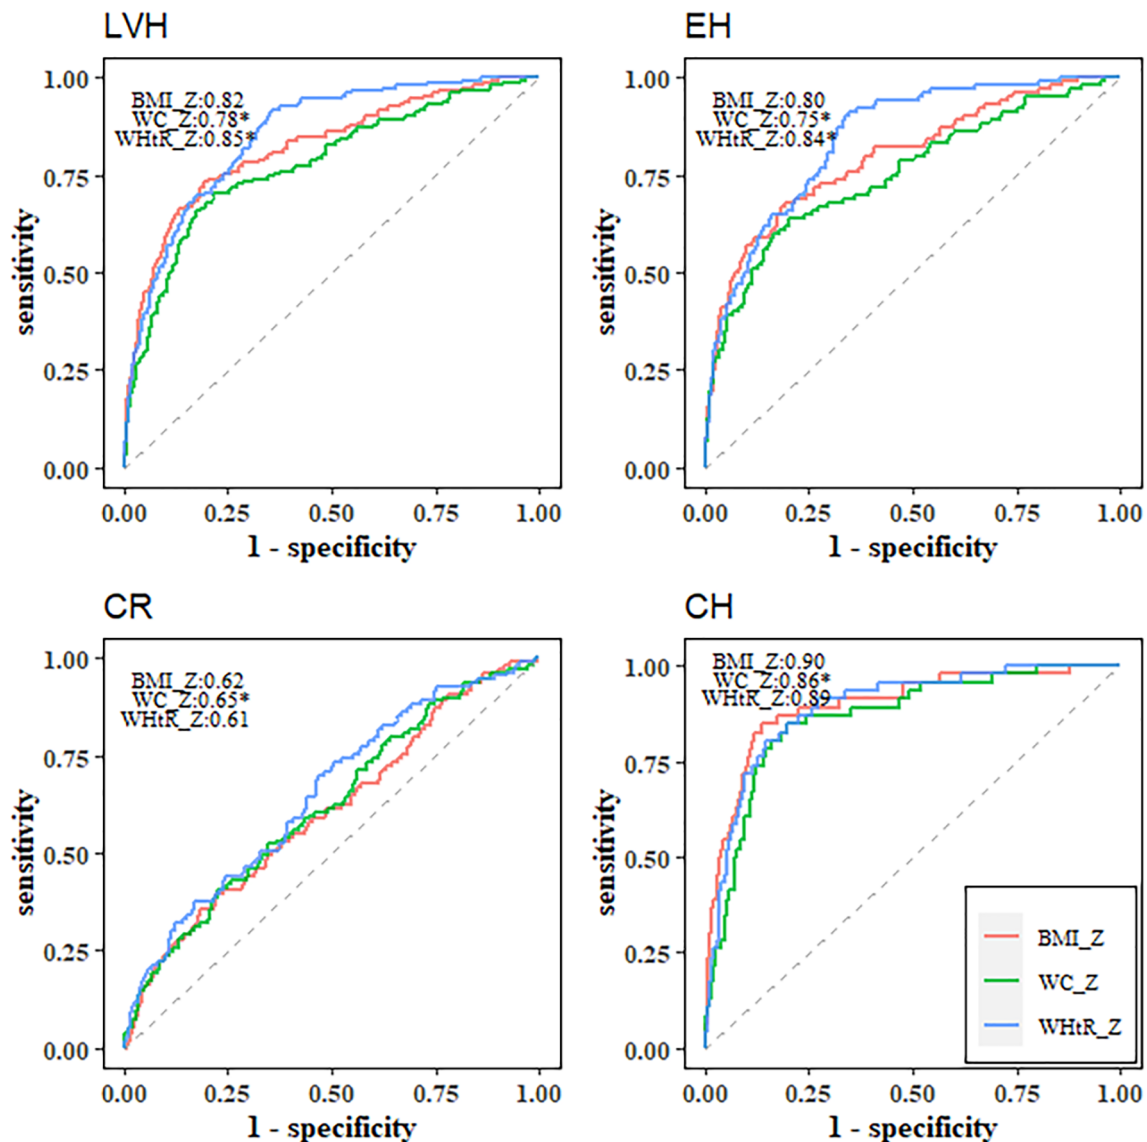 LVH
BMI_Z:0.82
WC_Z:0.78*
WHtR_Z:0.85*
1.00
0.75
0.50
0.25
0.00
sensitivity
0.00 0.25 0.50 0.75 1.00
1 - specificity
EH
BMI_Z:0.80
WC_Z:0.75*
WHtR_Z:0.84*
1.00
0.75
0.50
0.25
0.00
sensitivity
0.00 0.25 0.50 0.75 1.00
1 - specificity
CR
BMI_Z:0.62
WC_Z:0.65*
WHtR_Z:0.61
1.00
0.75
0.50
0.25
0.00
sensitivity
0.00 0.25 0.50 0.75 1.00
1 - specificity
CH
BMI_Z:0.90
WC_Z:0.86*
WHtR_Z:0.89
1.00
0.75
0.50
0.25
0.00
sensitivity
0.00 0.25 0.50 0.75 1.00
1 - specificity
BMI_Z
WC_Z
WHtR_Z